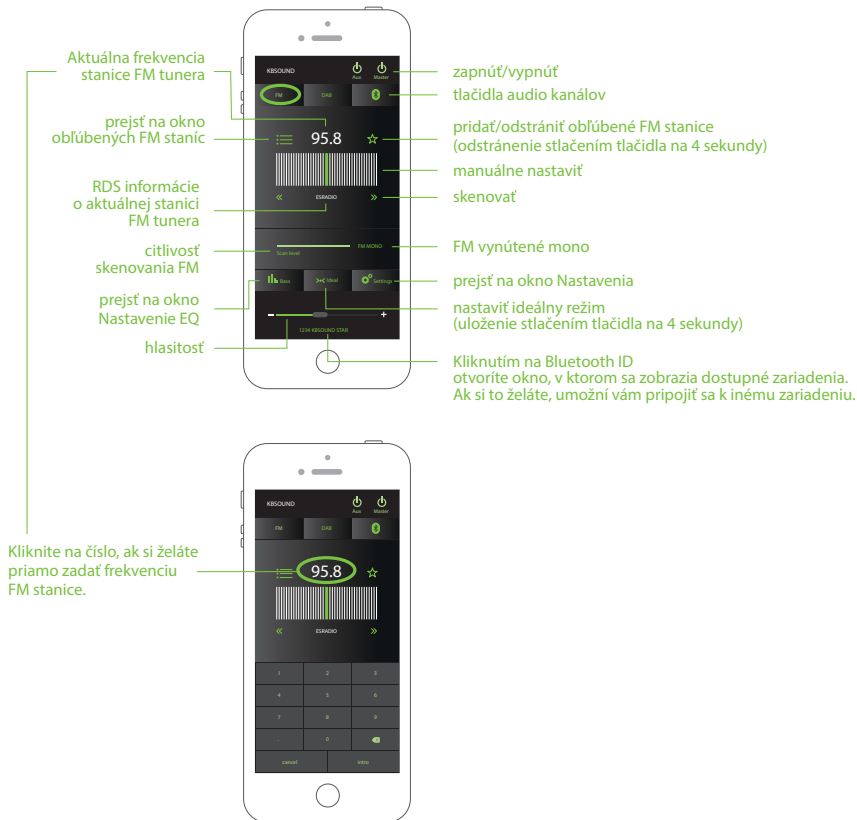 Aktuálna frekvencia
stanice FM tunera
prejsť na okno
obľúbených FM staníc
RDS informácie
o aktuálnej stanici
FM tunera
citlivosť
skenovania FM
prejsť na okno
Nastavenie EQ
hlasitosť
KBSOUND
Aux
Master
FM
DAB
95.8
ESRADIO
Scan level
FM MONO
Bass
Ideal
Settings
-
+
1234 KBSOUND STAR
zapnúť/vypnúť
tlačidla audio kanálov
pridať/odstrániť obľúbené FM stanice
(odstránenie stlačením tlačidla na 4 sekundy)
manuálne nastaviť
skenovať
FM vynútené mono
prejsť na okno Nastavenia
nastaviť ideálny režim
(uloženie stlačením tlačidla na 4 sekundy)
Kliknutím na Bluetooth ID
otvoríte okno, v ktorom sa zobrazia dostupné zariadenia.
Ak si to želáte, umožní vám pripojiť sa k inému zariadeniu.
Kliknite na číslo, ak si želáte
priamo zadať frekvenciu
FM stanice.
KBSOUND
Aux
Master
FM
DAB
95.8
ESRADIO
1 2 3
4 5 6
7 8 9
. 0
cancel intro